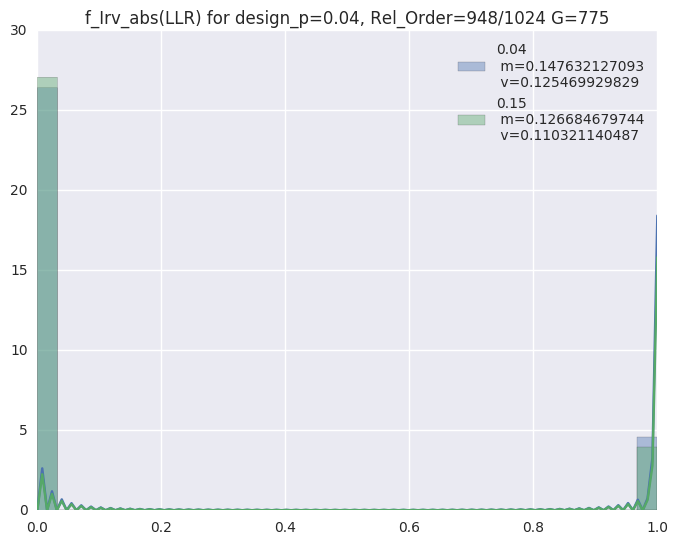 f_Irv_abs(LLR) for design_p=0.04, Rel_Order=948/1024 G=775
30
25
20
15
10
5
0
0.0 0.2 0.4 0.6 0.8 1.0
0.04
m=0.147632127093
v=0.125469929829
0.15
m=0.126684679744
v=0.110321140487